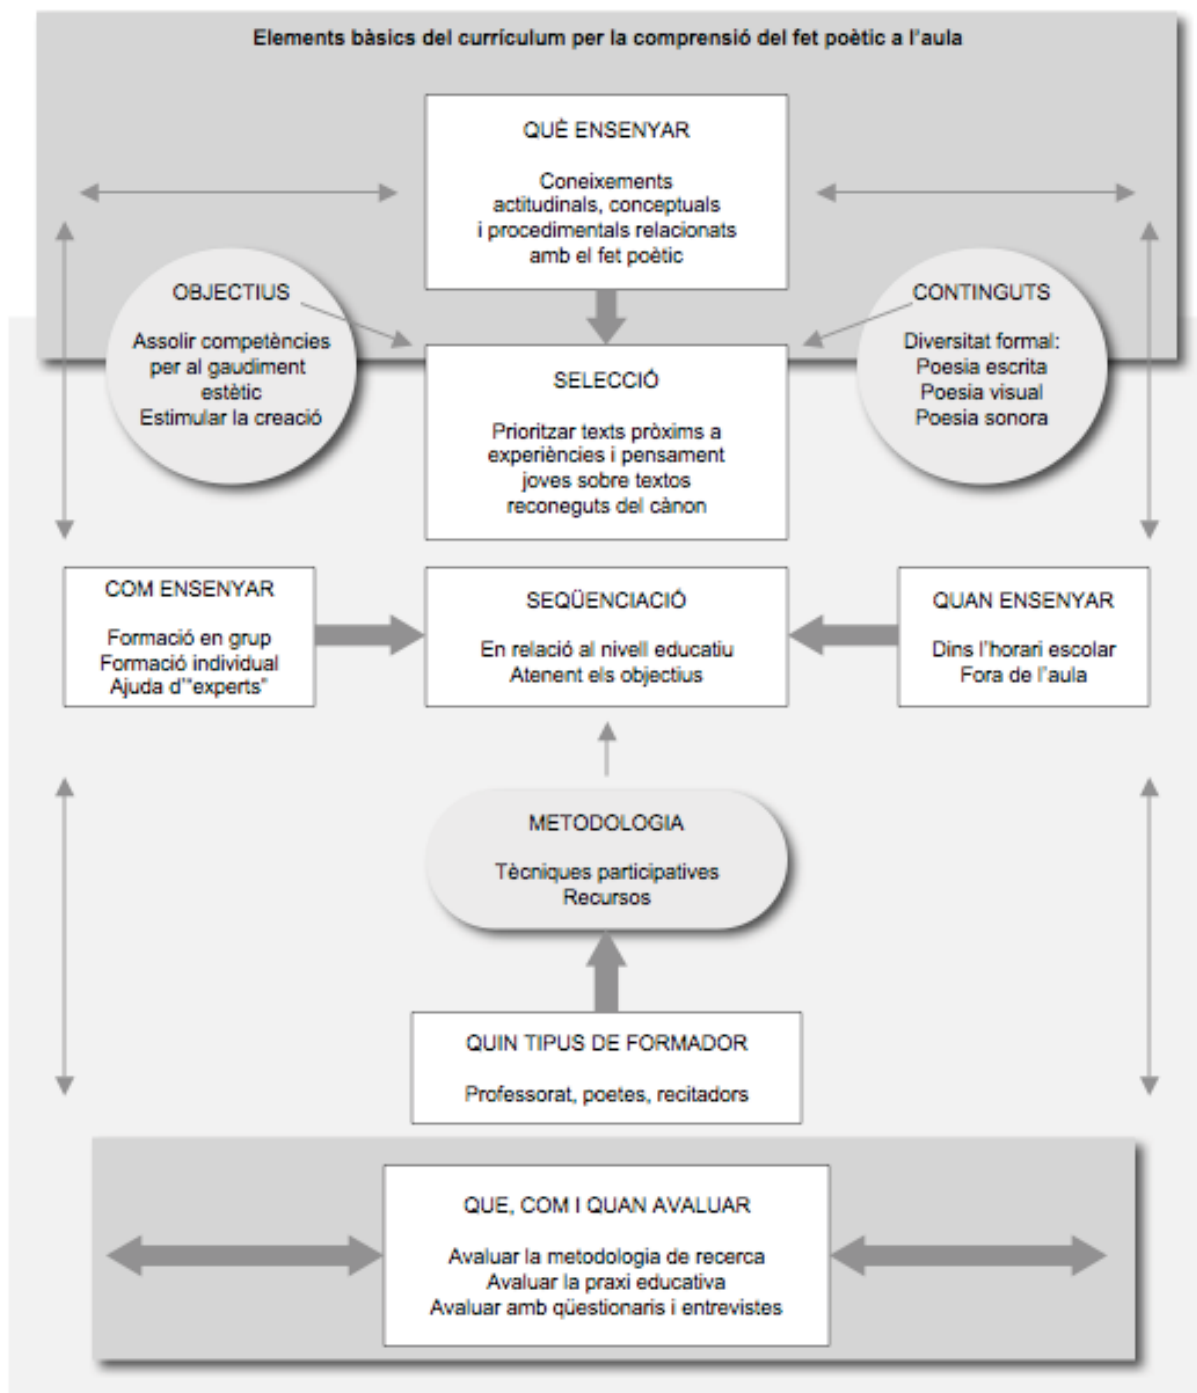 Elements bàsics del currículum per la comprensió del fet poètic a l'aula
QUÈ ENSENYAR
Coneixements
actitudinals, conceptuals
i procedimentals relacionats
amb el fet poètic
OBJECTIUS
Assolir competències
per al gaudiment
estètic
Estimular la creació
CONTINGUTS
Diversitat formal:
Poesia escrita
Poesia visual
Poesia sonora
SELECCIÓ
Prioritzar texts pròxims a
experiències i pensament
joves sobre textos
reconeguts del cànon
COM ENSENYAR
Formació en grup
Formació individual
Ajuda d'"experts"
SEQÜENCIACIÓ
En relació al nivell educatiu
Atenent els objectius
QUAN ENSENYAR
Dins l'horari escolar
Fora de l'aula
METODOLOGIA
Tècniques participatives
Recursos
QUIN TIPUS DE FORMADOR
Professorat, poetes, recitadors
QUE, COM I QUAN AVALUAR
Avaluar la metodologia de recerca
Avaluar la praxi educativa
Avaluar amb qüestionaris i entrevistes